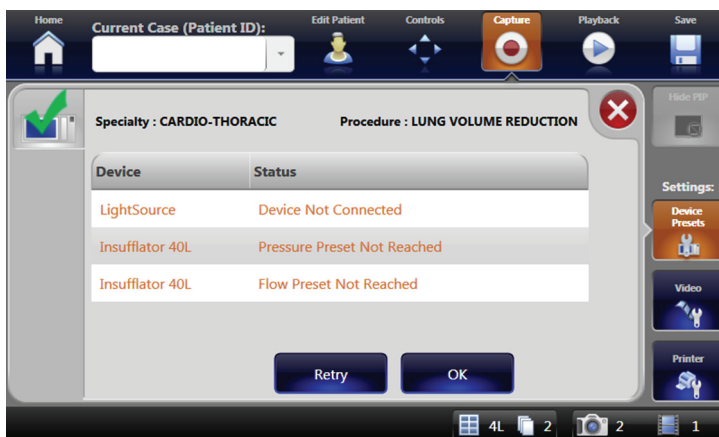 Home
Current Case (Patient ID):
Edit Patient
Controls
Capture
Playback
Save
Hide PIP
Specialty : CARDIO-THORACIC
Procedure : LUNG VOLUME REDUCTION
Device
Status
LightSource
Device Not Connected
Insufflator 40L
Pressure Preset Not Reached
Insufflator 40L
Flow Preset Not Reached
Retry
OK
Settings:
Device
Presets
Video
Printer
4L
2
2
1